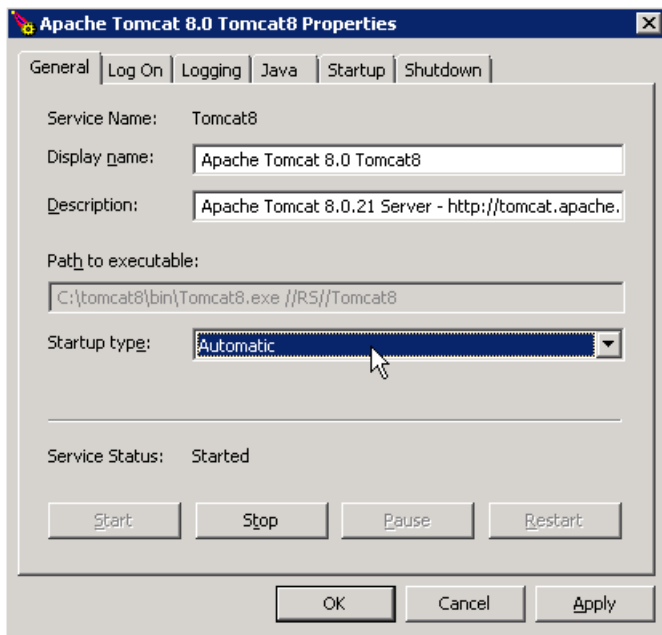 Apache Tomcat 8.0 Tomcat8 Properties
General Log On Logging Java Startup Shutdown
Service Name: Tomcat8
Display name: Apache Tomcat 8.0 Tomcat8
Description: Apache Tomcat 8.0.21 Server - http://tomcat.apache.
Path to executable:
C:\tomcat8\bin\Tomcat8.exe //RS//Tomcat8
Startup type: Automatic
Service Status: Started
Start Stop Pause Restart
OK Cancel Apply